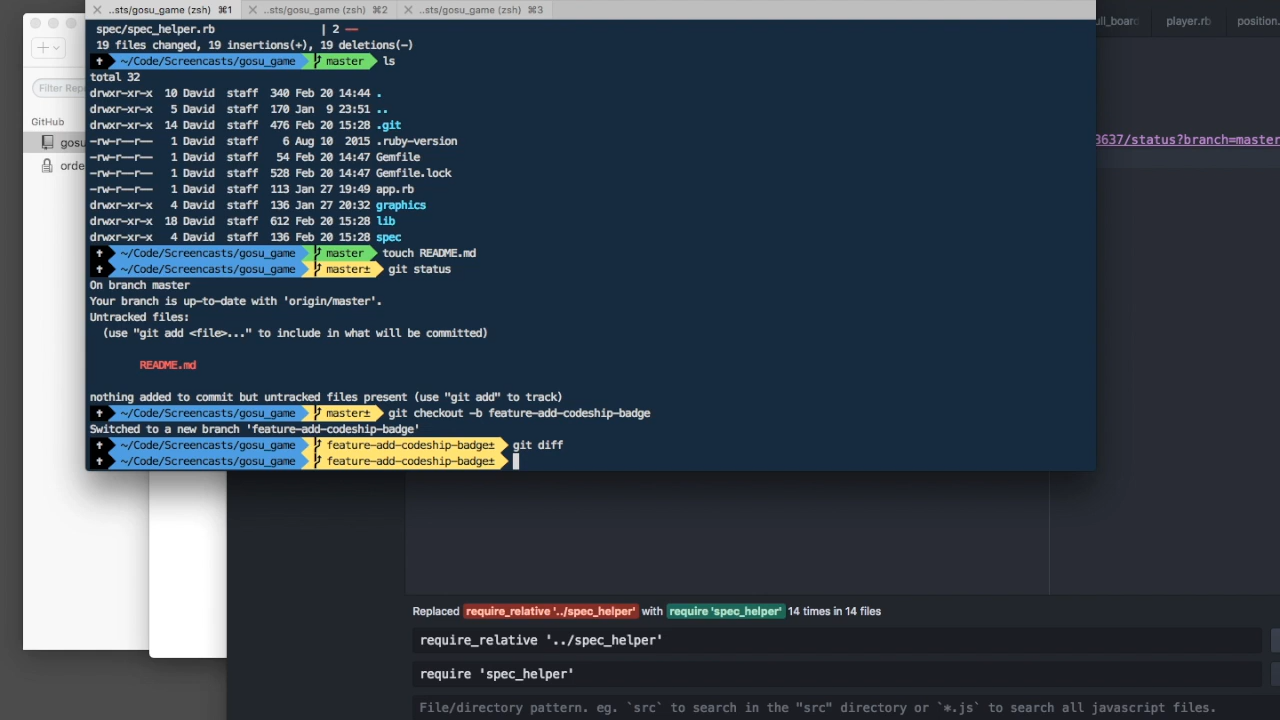 ..sts/gosu_game (zsh) ⌘1
..sts/gosu_game (zsh) ⌘2
..sts/gosu_game (zsh) ⌘3
player.rb
position.
Filter Rep
GitHub
gosu
orde
spec/spec_helper.rb | 2 --
19 files changed, 19 insertions(+), 19 deletions(-)
~/Code/Screencasts/gosu_game master ls
total 32
drwxr-xr-x 10 David staff 340 Feb 20 14:44 .
drwxr-xr-x 5 David staff 170 Jan 9 23:51 ..
drwxr-xr-x 14 David staff 476 Feb 20 15:28 .git
-rw-r--r-- 1 David staff 6 Aug 10 2015 .ruby-version
-rw-r--r-- 1 David staff 54 Feb 20 14:47 Gemfile
-rw-r--r-- 1 David staff 528 Feb 20 14:47 Gemfile.lock
-rw-r--r-- 1 David staff 113 Jan 27 19:49 app.rb
drwxr-xr-x 4 David staff 136 Jan 27 20:32 graphics
drwxr-xr-x 18 David staff 612 Feb 20 15:28 lib
drwxr-xr-x 4 David staff 136 Feb 20 15:28 spec
~/Code/Screencasts/gosu_game master touch README.md
~/Code/Screencasts/gosu_game master± git status
On branch master
Your branch is up-to-date with 'origin/master'.
Untracked files:
(use "git add <file>..." to include in what will be committed)
README.md
nothing added to commit but untracked files present (use "git add" to track)
~/Code/Screencasts/gosu_game master± git checkout -b feature-add-codeship-badge
Switched to a new branch 'feature-add-codeship-badge'
~/Code/Screencasts/gosu_game feature-add-codeship-badge± git diff
~/Code/Screencasts/gosu_game feature-add-codeship-badge±
3637/status?branch=master
Replaced require_relative '../spec_helper' with require 'spec_helper' 14 times in 14 files
require_relative '../spec_helper'
require 'spec_helper'
File/directory pattern. eg. `src` to search in the "src" directory or `*.js` to search all javascript files.